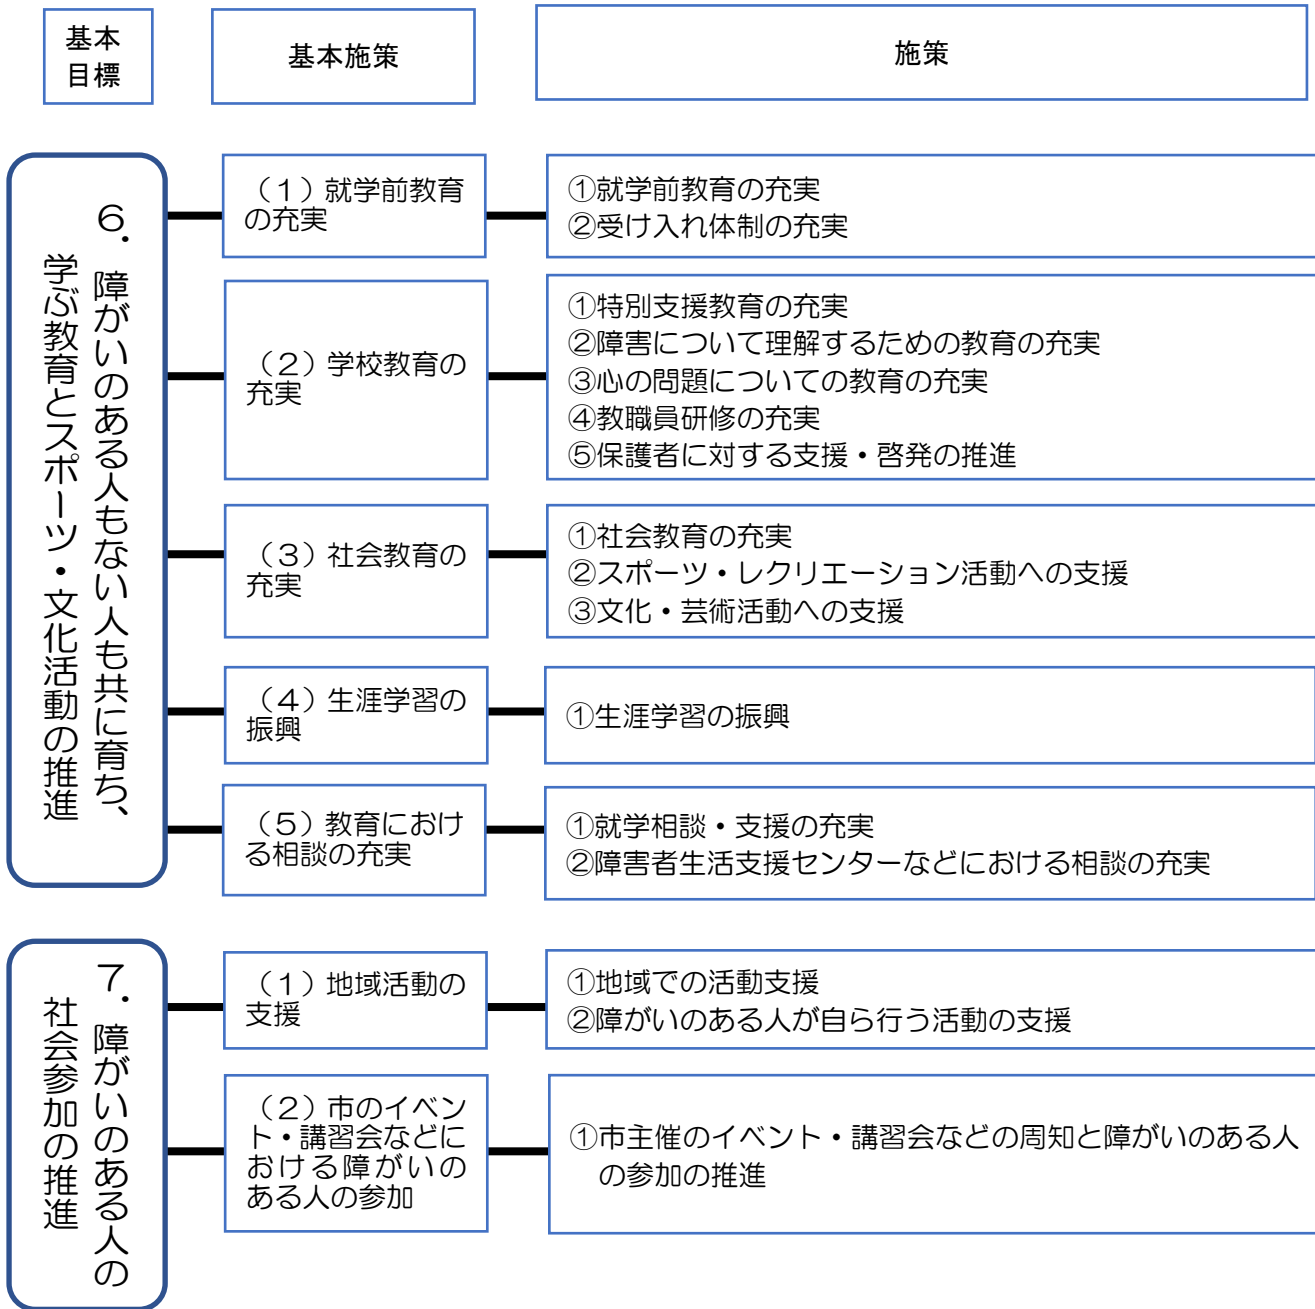 基本
目標
基本施策
施策
６．障がいのある人もない人も共に育ち、
学ぶ教育とスポーツ・文化活動の推進
（１）就学前教育
の充実
①就学前教育の充実
②受け入れ体制の充実
（２）学校教育の
充実
①特別支援教育の充実
②障害について理解するための教育の充実
③心の問題についての教育の充実
④教職員研修の充実
⑤保護者に対する支援・啓発の推進
（３）社会教育の
充実
①社会教育の充実
②スポーツ・レクリエーション活動への支援
③文化・芸術活動への支援
（４）生涯学習の
振興
①生涯学習の振興
（５）教育におけ
る相談の充実
①就学相談・支援の充実
②障害者生活支援センターなどにおける相談の充実
７．障がいのある人の
社会参加の推進
（１）地域活動の
支援
①地域での活動支援
②障がいのある人が自ら行う活動の支援
（２）市のイベン
ト・講習会などに
おける障がいの
ある人の参加
①市主催のイベント・講習会などの周知と障がいのある人
の参加の推進